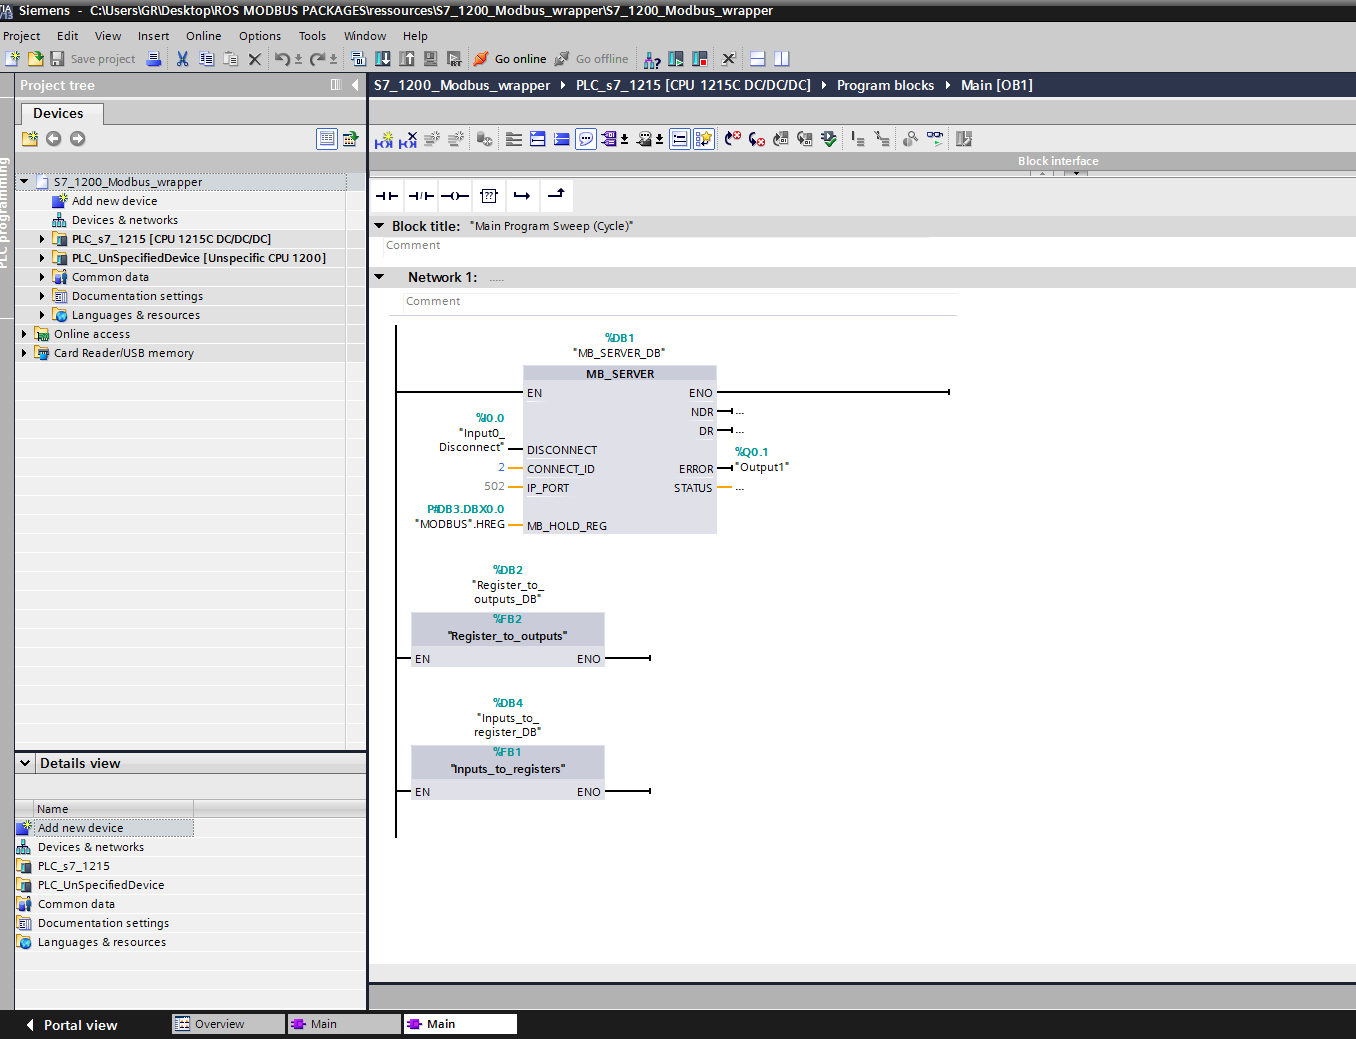 Siemens - C:\Users\GR\Desktop\ROS MODBUS PACKAGES\ressources\S7_1200_Modbus_wrapper\S7_1200_Modbus_wrapper
Project Edit View Insert Online Options Tools Window Help
Save project Go online Go offline
Project tree
S7_1200_Modbus_wrapper PLC_s7_1215 [CPU 1215C DC/DC/DC] Program blocks Main [OB1]
Devices
PLC programming
S7_1200_Modbus_wrapper
Add new device
Devices & networks
PLC_s7_1215 [CPU 1215C DC/DC/DC]
PLC_UnSpecifiedDevice [Unspecific CPU 1200]
Common data
Documentation settings
Languages & resources
Online access
Card Reader/USB memory
Details view
Name
Add new device
Devices & networks
PLC_s7_1215
PLC_UnSpecifiedDevice
Common data
Documentation settings
Languages & resources
Block interface
??
Block title: "Main Program Sweep (Cycle)"
Comment
Network 1: .....
Comment
%DB1
"MB_SERVER_DB"
MB_SERVER
EN ENO
NDR ...
DR ...
%I0.0
"Input0_
Disconnect" DISCONNECT
%Q0.1
2 CONNECT_ID ERROR "Output1"
502 IP_PORT STATUS ...
P#DB3.DBX0.0
"MODBUS".HREG MB_HOLD_REG
%DB2
"Register_to_
outputs_DB"
%FB2
"Register_to_outputs"
EN ENO
%DB4
"Inputs_to_
register_DB"
%FB1
"Inputs_to_registers"
EN ENO
Portal view Overview Main Main